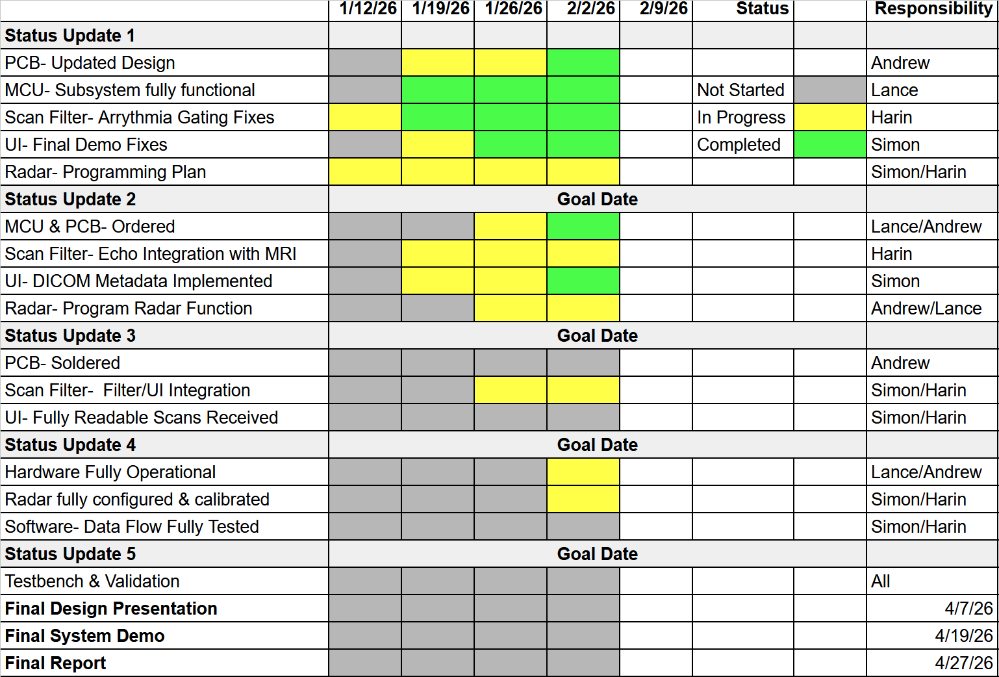 1/12/26 1/19/26 1/26/26 2/2/26 2/9/26 Status Responsibility
Status Update 1
PCB- Updated Design Andrew
MCU- Subsystem fully functional Not Started Lance
Scan Filter- Arrythmia Gating Fixes In Progress Harin
UI- Final Demo Fixes Completed Simon
Radar- Programming Plan Simon/Harin
Status Update 2 Goal Date
MCU & PCB- Ordered Lance/Andrew
Scan Filter- Echo Integration with MRI Harin
UI- DICOM Metadata Implemented Simon
Radar- Program Radar Function Andrew/Lance
Status Update 3 Goal Date
PCB- Soldered Andrew
Scan Filter-  Filter/UI Integration Simon/Harin
UI- Fully Readable Scans Received Simon/Harin
Status Update 4 Goal Date
Hardware Fully Operational Lance/Andrew
Radar fully configured & calibrated Simon/Harin
Software- Data Flow Fully Tested Simon/Harin
Status Update 5 Goal Date
Testbench & Validation All
Final Design Presentation 4/7/26
Final System Demo 4/19/26
Final Report 4/27/26